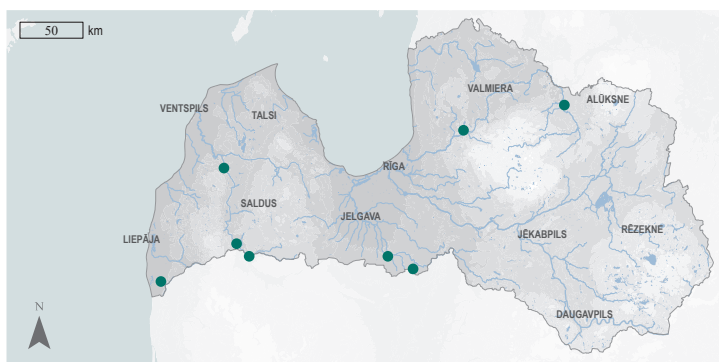 50 km
VALMIERA
ALŪKSNE
VENTSPILS
TALSI
RĪGA
SALDUS
JELGAVA
LIEPĀJA
JĒKABPILS
RĒZEKNE
N
DAUGAVPILS